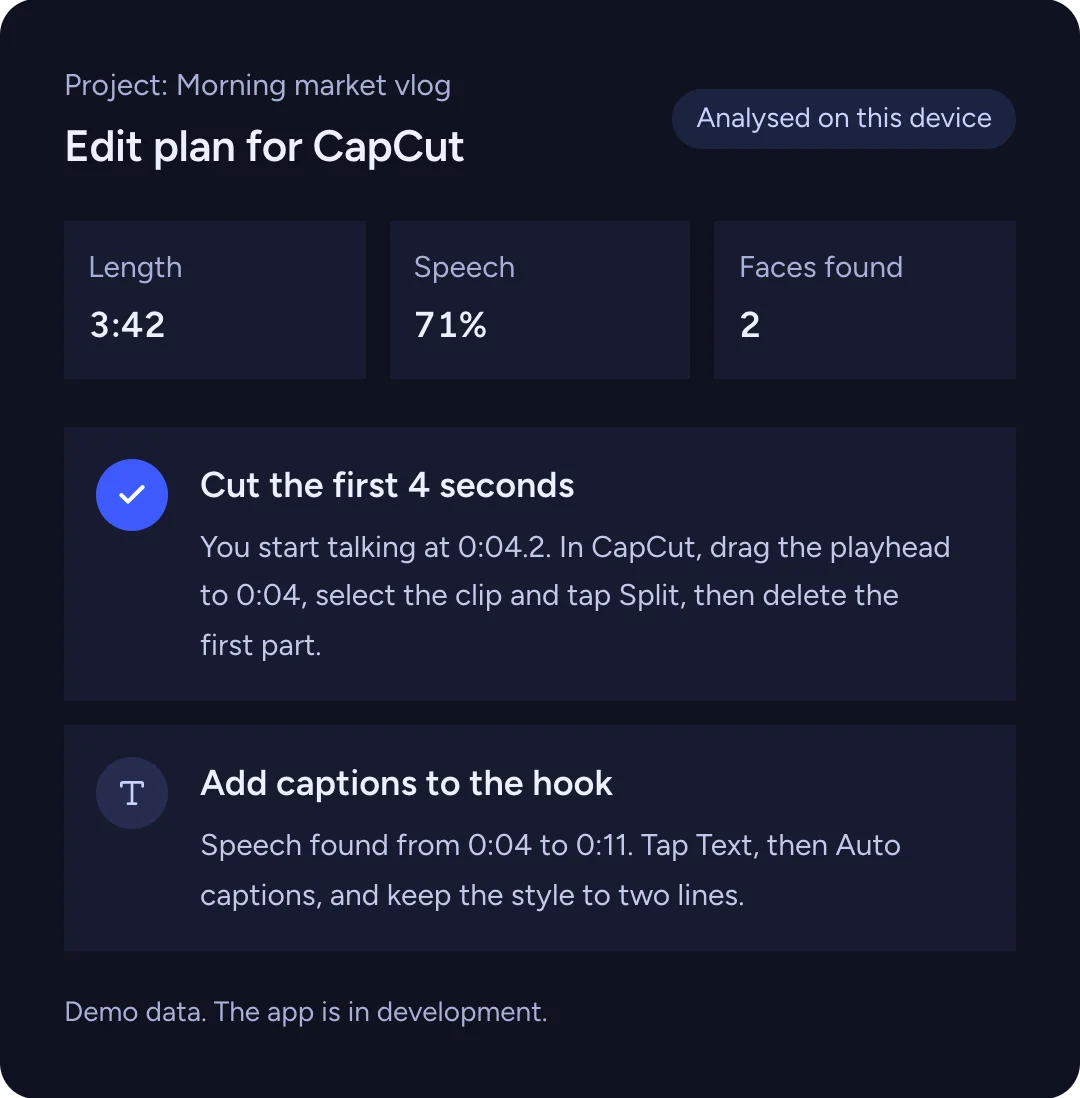 Project: Morning market vlog
Edit plan for CapCut
Analysed on this device
Length
3:42
Speech
71%
Faces found
2
Cut the first 4 seconds
You start talking at 0:04.2. In CapCut, drag the playhead
to 0:04, select the clip and tap Split, then delete the
first part.
T
Add captions to the hook
Speech found from 0:04 to 0:11. Tap Text, then Auto
captions, and keep the style to two lines.
Demo data. The app is in development.